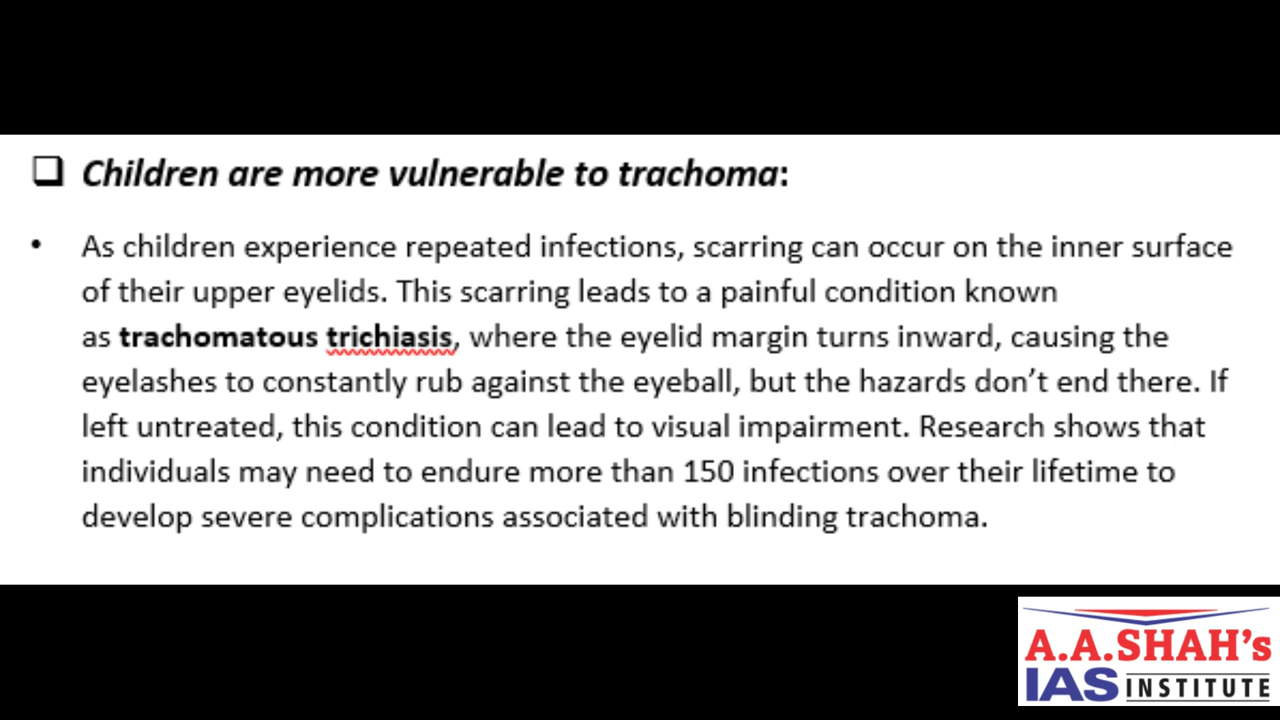 ❑ Children are more vulnerable to trachoma:
• As children experience repeated infections, scarring can occur on the inner surface
of their upper eyelids. This scarring leads to a painful condition known
as trachomatous trichiasis, where the eyelid margin turns inward, causing the
eyelashes to constantly rub against the eyeball, but the hazards don’t end there. If
left untreated, this condition can lead to visual impairment. Research shows that
individuals may need to endure more than 150 infections over their lifetime to
develop severe complications associated with blinding trachoma.
A.A.SHAH’s
IAS INSTITUTE